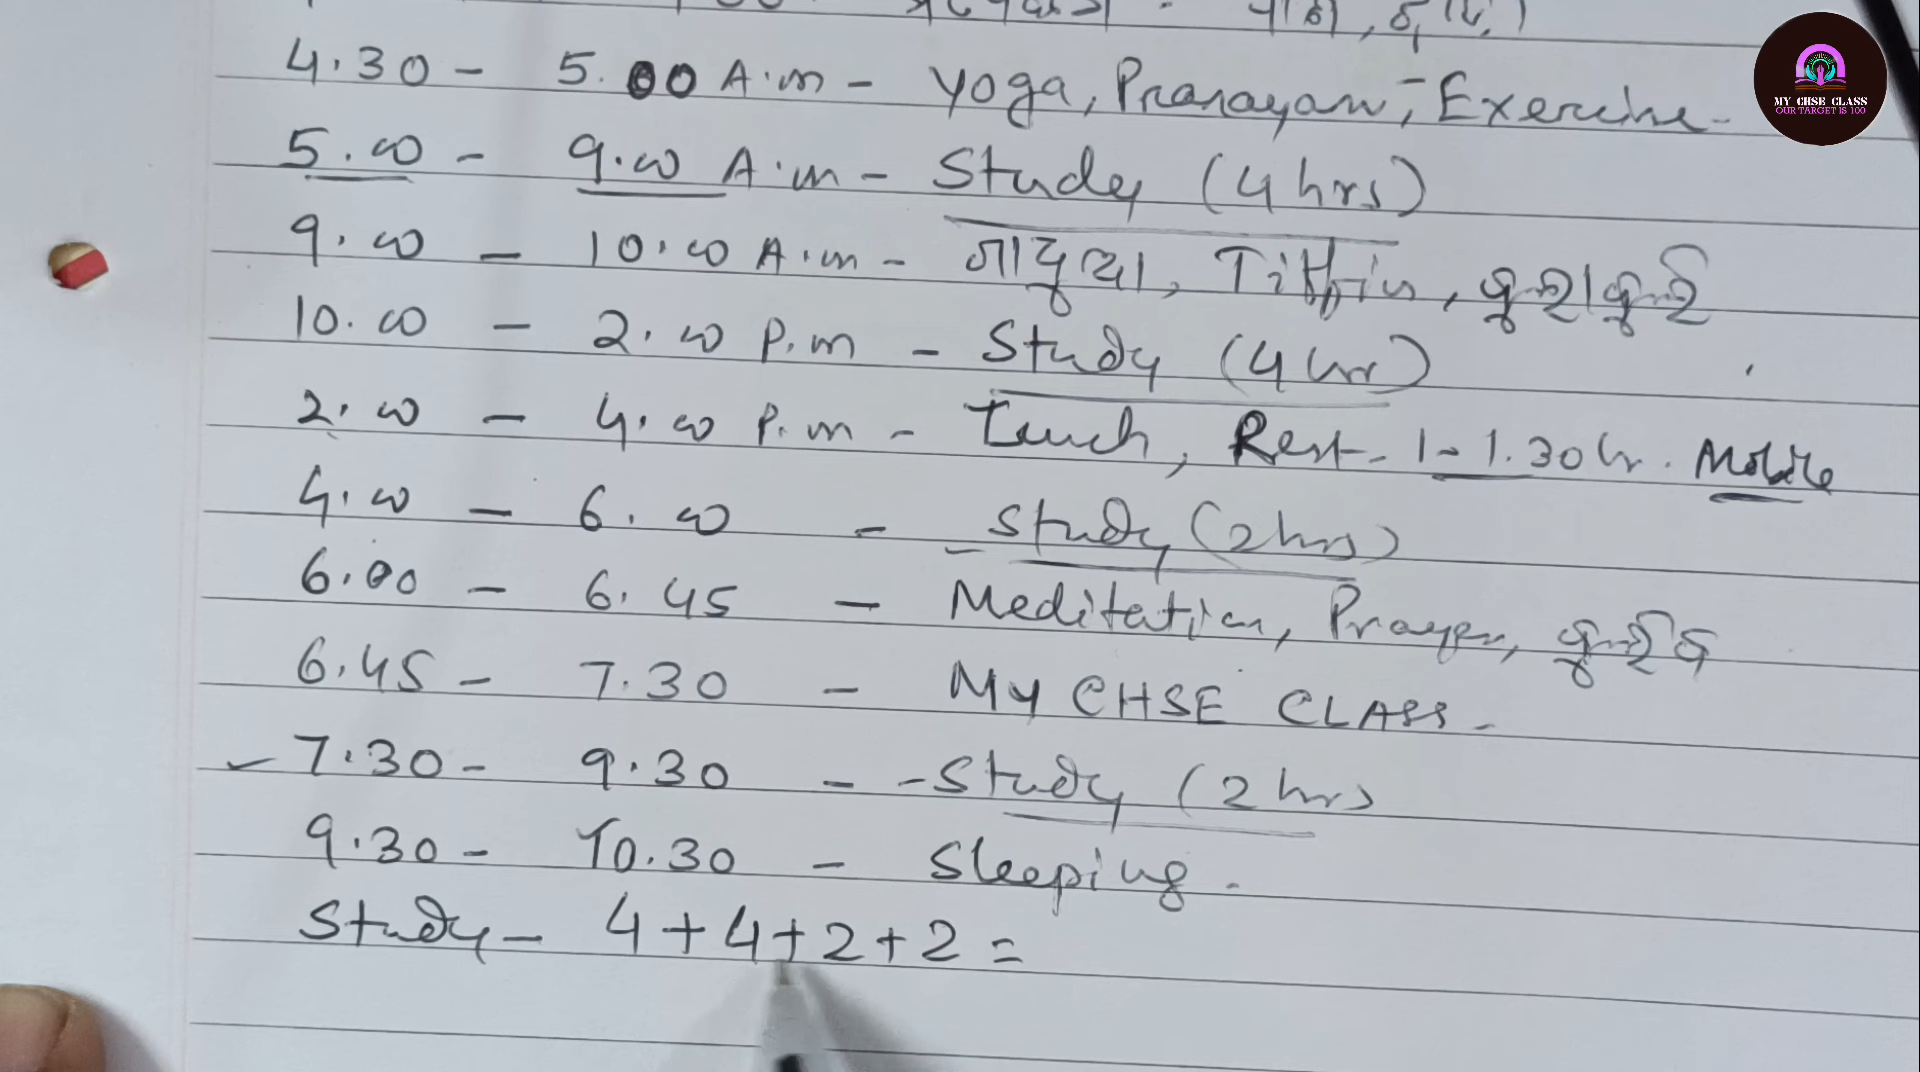 4.30 - 5.00 A.m - Yoga, Pranayam, Exercise -
MY CHSE CLASS
OUR TARGET IS 100
5.00 - 9.00 A.m - Study (4 hrs)
9.00 - 10.00 A.m - ଗାଧୁଆ, Tiffin, ବୁଲାବୁଲି
10.00 - 2.00 P.m - Study (4 hr)
2.00 - 4.00 P.m - Lunch, Rest - 1 - 1.30 hr. Mobile
4.00 - 6.00 - Study (2 hrs)
6.00 - 6.45 - Meditation, Prayer,
6.45 - 7.30 - MY CHSE CLASS -
7.30 - 9.30 - - Study (2 hrs
9.30 - 10.30 - Sleeping -
Study - 4 + 4 + 2 + 2 =